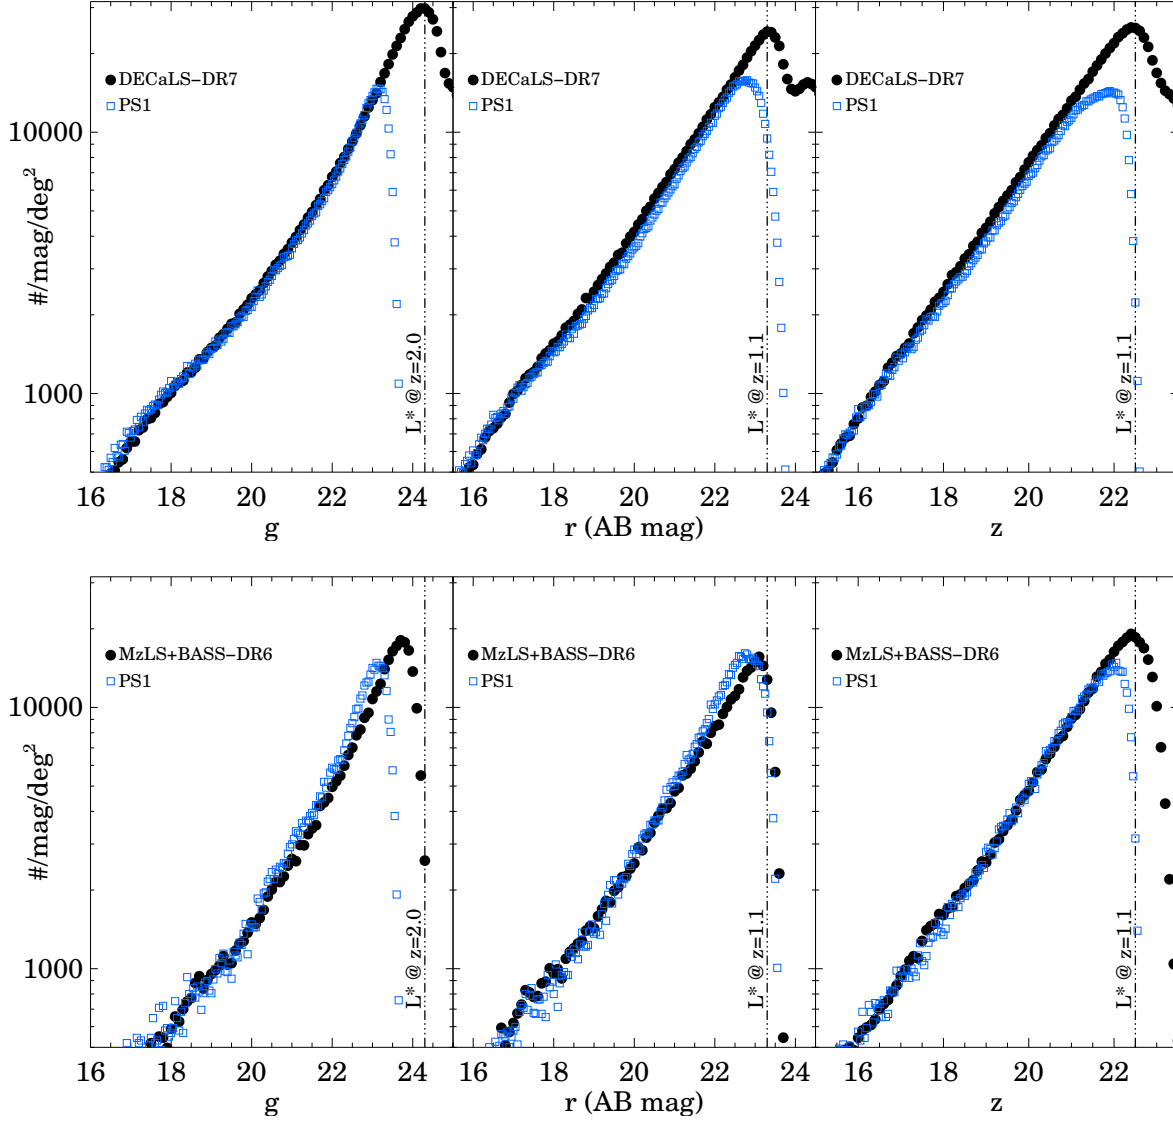 DECaLS–DR7
PS1
DECaLS–DR7
PS1
DECaLS–DR7
PS1
10000
1000
#/mag/deg²
L* @ z=2.0
L* @ z=1.1
L* @ z=1.1
16 18 20 22 24
16 18 20 22 24
16 18 20 22
g
r (AB mag)
z
MzLS+BASS–DR6
PS1
MzLS+BASS–DR6
PS1
MzLS+BASS–DR6
PS1
10000
1000
#/mag/deg²
L* @ z=2.0
L* @ z=1.1
L* @ z=1.1
16 18 20 22 24
16 18 20 22 24
16 18 20 22
g
r (AB mag)
z